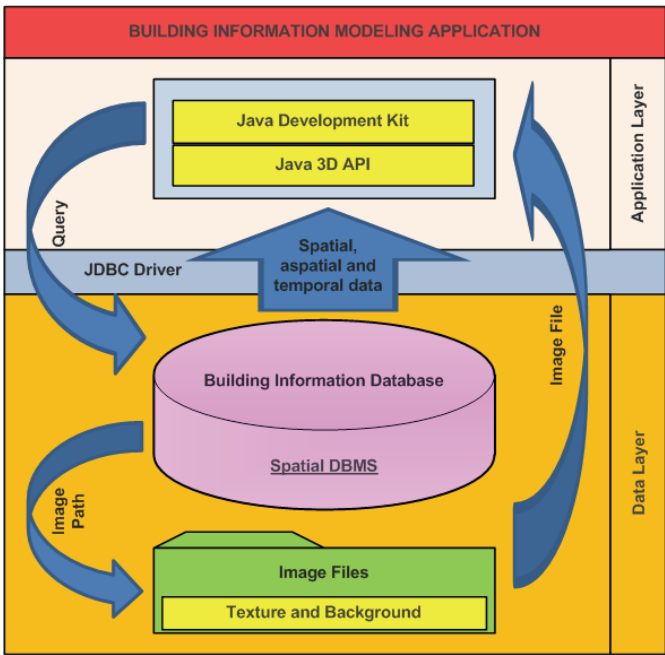 BUILDING INFORMATION MODELING APPLICATION
Java Development Kit
Java 3D API
Application Layer
Query
JDBC Driver
Spatial,
aspatial and
temporal data
Image File
Building Information Database
Spatial DBMS
Data Layer
Image
Path
Image Files
Texture and Background